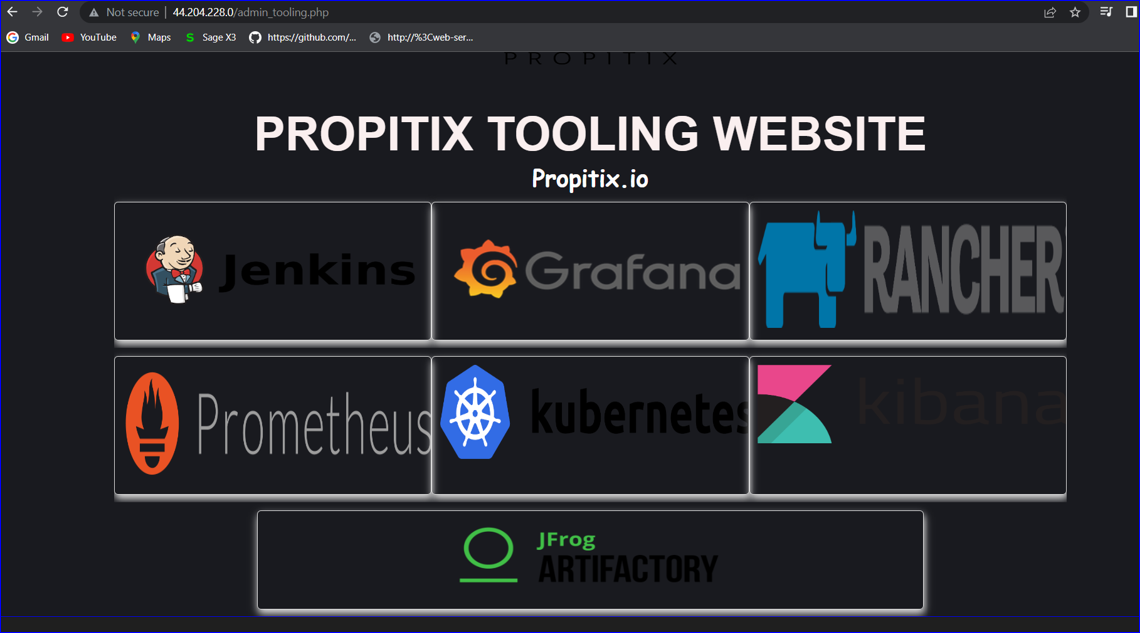 Not secure | 44.204.228.0/admin_tooling.php
Gmail YouTube Maps S Sage X3 https://github.com/... http://%3Cweb-ser...
PROPITIX
PROPITIX TOOLING WEBSITE
Propitix.io
Jenkins Grafana RANCHER
Prometheus kubernetes kibana
JFrog
ARTIFACTORY